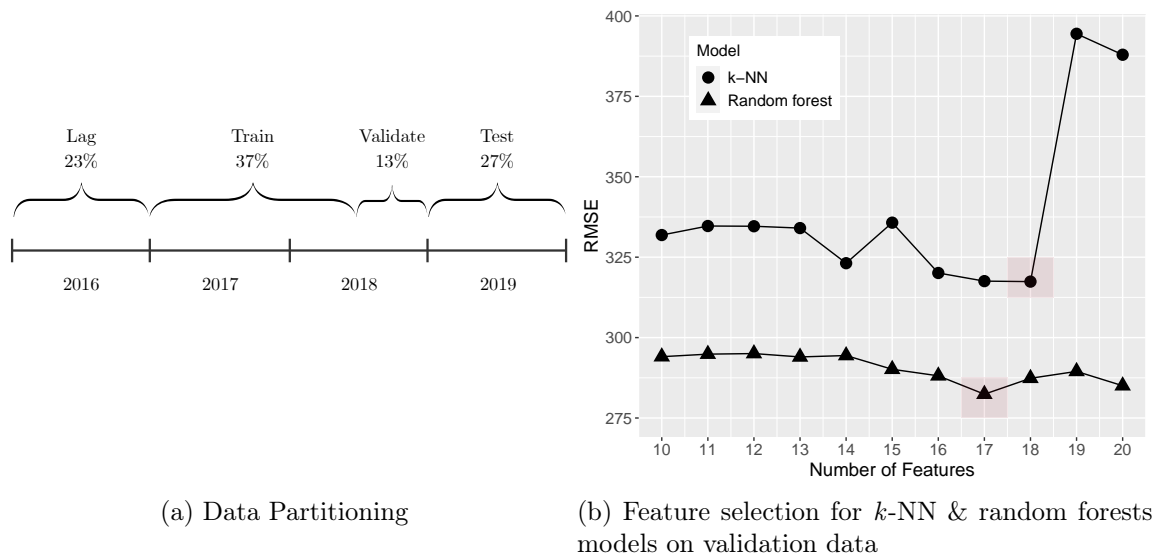 Lag
23%
Train
37%
Validate
13%
Test
27%
2016
2017
2018
2019
(a) Data Partitioning
400
375
350
325
300
275
RMSE
Model
k−NN
Random forest
10 11 12 13 14 15 16 17 18 19 20
Number of Features
(b) Feature selection for k-NN & random forests
models on validation data